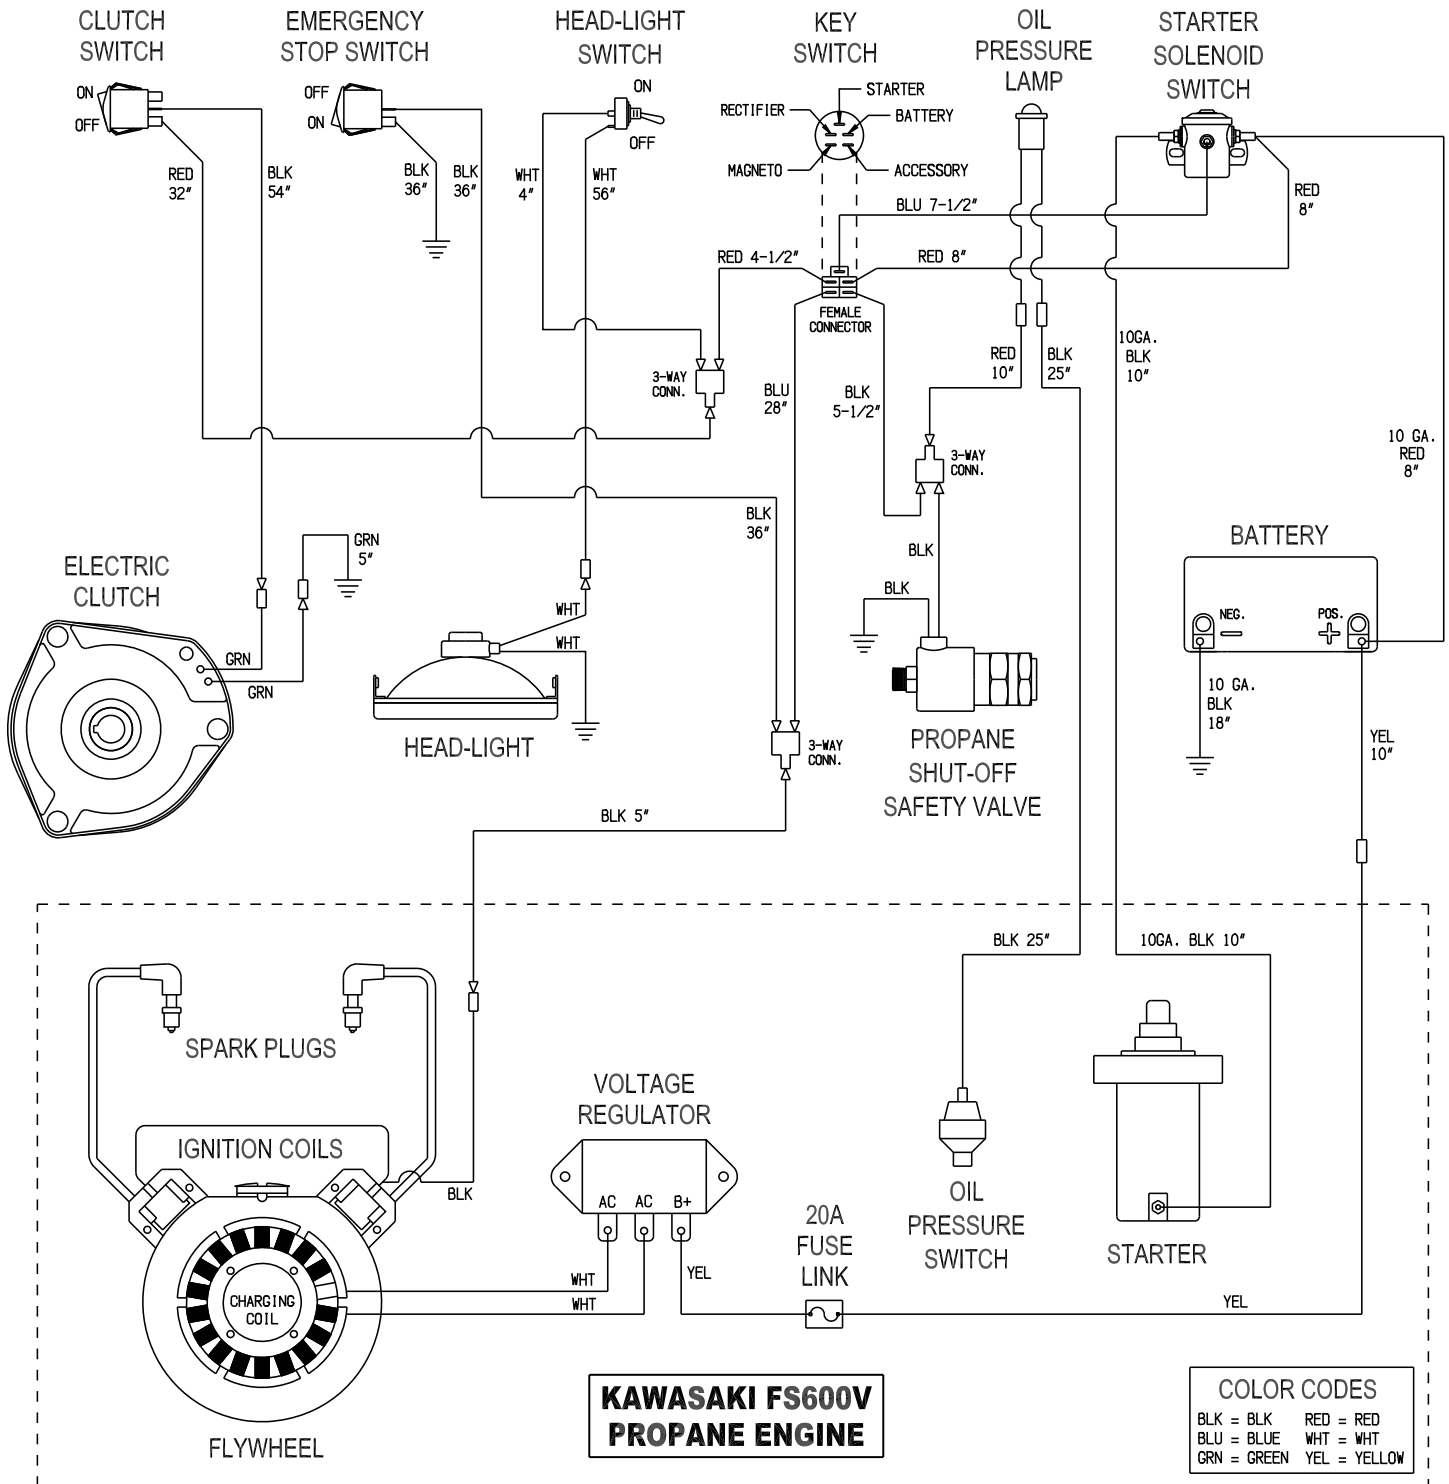 CLUTCH
SWITCH
EMERGENCY
STOP SWITCH
HEAD-LIGHT
SWITCH
KEY
SWITCH
OIL
PRESSURE
LAMP
STARTER
SOLENOID
SWITCH
ON
OFF
OFF
ON
ON
OFF
STARTER
RECTIFIER
BATTERY
MAGNETO
ACCESSORY
RED
32"
BLK
54"
BLK
36"
BLK
36"
WHT
4"
WHT
56"
BLU 7-1/2"
RED
8"
RED 4-1/2"
RED 8"
FEMALE
CONNECTOR
3-WAY
CONN.
BLU
28"
BLK
5-1/2"
RED
10"
BLK
25"
10GA.
BLK
10"
10 GA.
RED
8"
3-WAY
CONN.
BLK
36"
BLK
GRN
5"
ELECTRIC
CLUTCH
BATTERY
BLK
WHT
WHT
NEG.
POS.
GRN
GRN
10 GA.
BLK
18"
HEAD-LIGHT
3-WAY
CONN.
PROPANE
SHUT-OFF
SAFETY VALVE
YEL
10"
BLK 5"
BLK 25"
10GA. BLK 10"
SPARK PLUGS
VOLTAGE
REGULATOR
IGNITION COILS
BLK
AC
AC
B+
OIL
PRESSURE
SWITCH
20A
FUSE
LINK
STARTER
WHT
WHT
YEL
YEL
CHARGING
COIL
FLYWHEEL
KAWASAKI FS600V
PROPANE ENGINE
COLOR CODES
BLK = BLK RED = RED
BLU = BLUE WHT = WHT
GRN = GREEN YEL = YELLOW